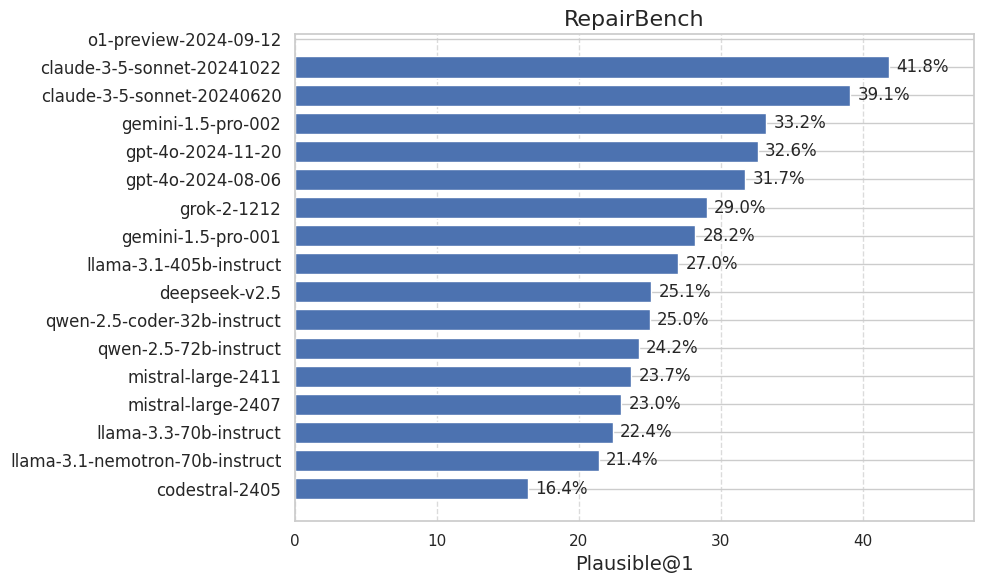 RepairBench
o1-preview-2024-09-12
claude-3-5-sonnet-20241022 41.8%
claude-3-5-sonnet-20240620 39.1%
gemini-1.5-pro-002 33.2%
gpt-4o-2024-11-20 32.6%
gpt-4o-2024-08-06 31.7%
grok-2-1212 29.0%
gemini-1.5-pro-001 28.2%
llama-3.1-405b-instruct 27.0%
deepseek-v2.5 25.1%
qwen-2.5-coder-32b-instruct 25.0%
qwen-2.5-72b-instruct 24.2%
mistral-large-2411 23.7%
mistral-large-2407 23.0%
llama-3.3-70b-instruct 22.4%
llama-3.1-nemotron-70b-instruct 21.4%
codestral-2405 16.4%
0 10 20 30 40
Plausible@1